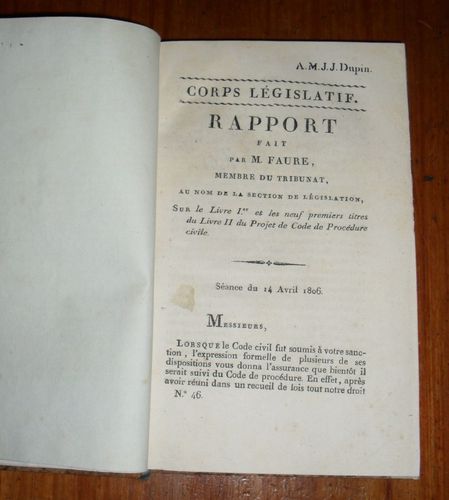 A.M.J.J. Dupin.
CORPS LÉGISLATIF.
RAPPORT
FAIT
PAR M. FAURE,
MEMBRE DU TRIBUNAT,
AU NOM DE LA SECTION DE LÉGISLATION,
SUR le Livre I.er et les neuf premiers titres
du Livre II du Projet de Code de Procédure
civile.
Séance du 14 Avril 1806.
MESSIEURS,
LORSQUE le Code civil fut soumis à votre sanc-
tion, l'expression formelle de plusieurs de ses
dispositions vous donna l'assurance que bientôt il
serait suivi du Code de procédure. En effet, après
avoir réuni dans un recueil de lois tout notre droit
N.° 46.